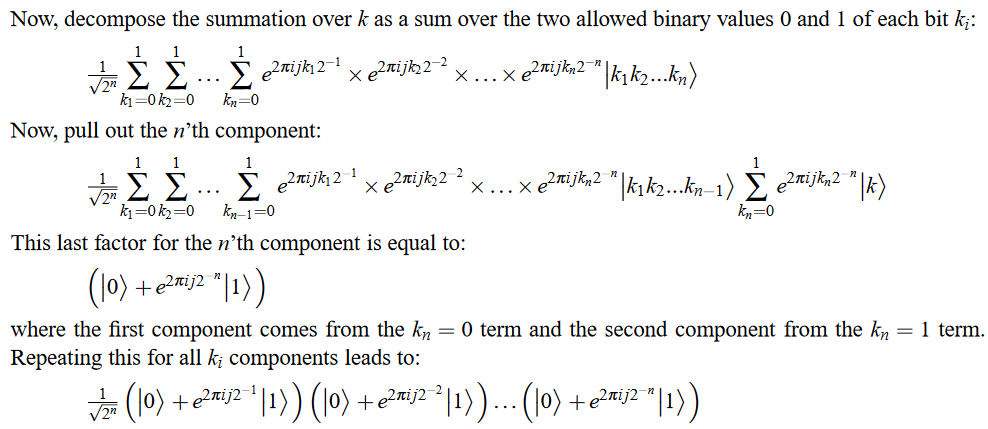 Now, decompose the summation over k as a sum over the two allowed binary values 0 and 1 of each bit kᵢ:
$\frac{1}{\sqrt{2^n}} \sum_{k_1=0}^{1} \sum_{k_2=0}^{1} \ldots \sum_{k_n=0}^{1} e^{2\pi i j k_1 2^{-1}} \times e^{2\pi i j k_2 2^{-2}} \times \ldots \times e^{2\pi i j k_n 2^{-n}} |k_1 k_2 \ldots k_n\rangle$
Now, pull out the n'th component:
$\frac{1}{\sqrt{2^n}} \sum_{k_1=0}^{1} \sum_{k_2=0}^{1} \ldots \sum_{k_{n-1}=0}^{1} e^{2\pi i j k_1 2^{-1}} \times e^{2\pi i j k_2 2^{-2}} \times \ldots \times e^{2\pi i j k_n 2^{-n}} |k_1 k_2 \ldots k_{n-1}\rangle \sum_{k_n=0}^{1} e^{2\pi i j k_n 2^{-n}} |k\rangle$
This last factor for the n'th component is equal to:
$\left(|0\rangle + e^{2\pi i j 2^{-n}} |1\rangle\right)$
where the first component comes from the kₙ = 0 term and the second component from the kₙ = 1 term.
Repeating this for all kᵢ components leads to:
$\frac{1}{\sqrt{2^n}} \left(|0\rangle + e^{2\pi i j 2^{-1}} |1\rangle\right) \left(|0\rangle + e^{2\pi i j 2^{-2}} |1\rangle\right) \ldots \left(|0\rangle + e^{2\pi i j 2^{-n}} |1\rangle\right)$